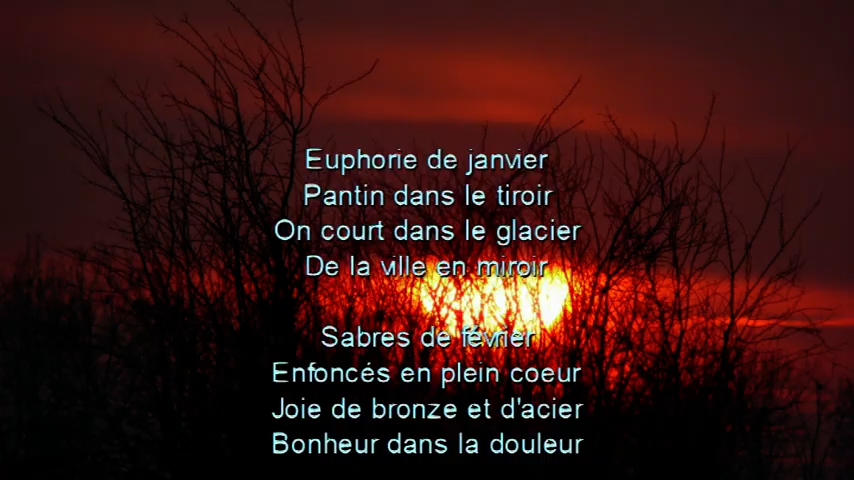 Euphorie de janvier
Pantin dans le tiroir
On court dans le glacier
De la ville en miroir
Sabres de février
Enfoncés en plein coeur
Joie de bronze et d'acier
Bonheur dans la douleur